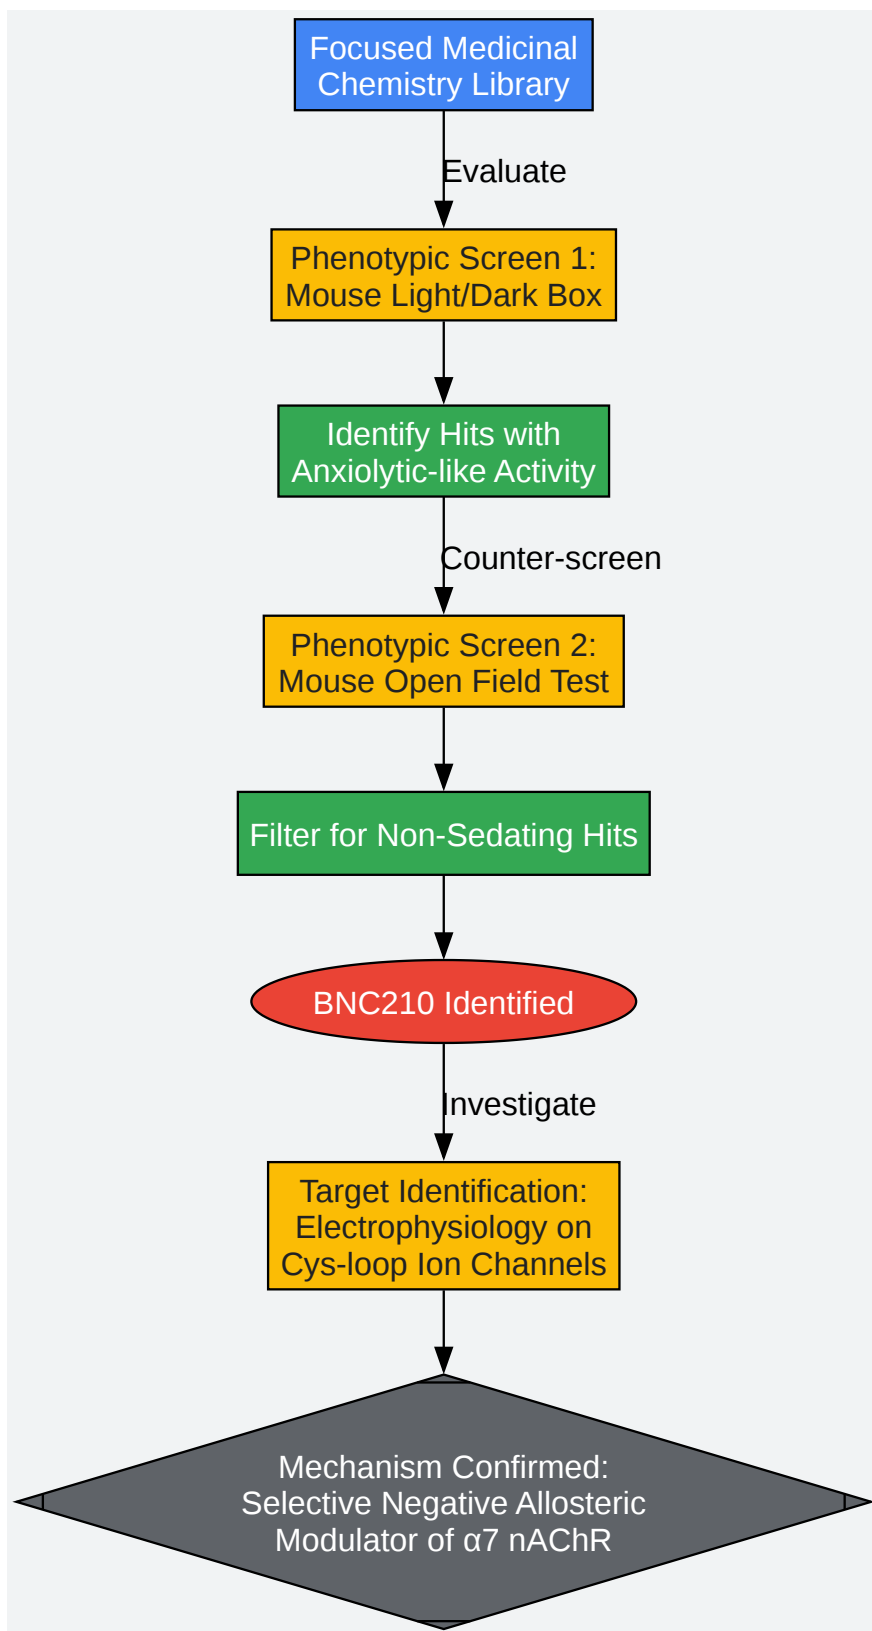 Focused Medicinal
Chemistry Library
Evaluate
Phenotypic Screen 1:
Mouse Light/Dark Box
Identify Hits with
Anxiolytic-like Activity
Counter-screen
Phenotypic Screen 2:
Mouse Open Field Test
Filter for Non-Sedating Hits
BNC210 Identified
Investigate
Target Identification:
Electrophysiology on
Cys-loop Ion Channels
Mechanism Confirmed:
Selective Negative Allosteric
Modulator of α7 nAChR